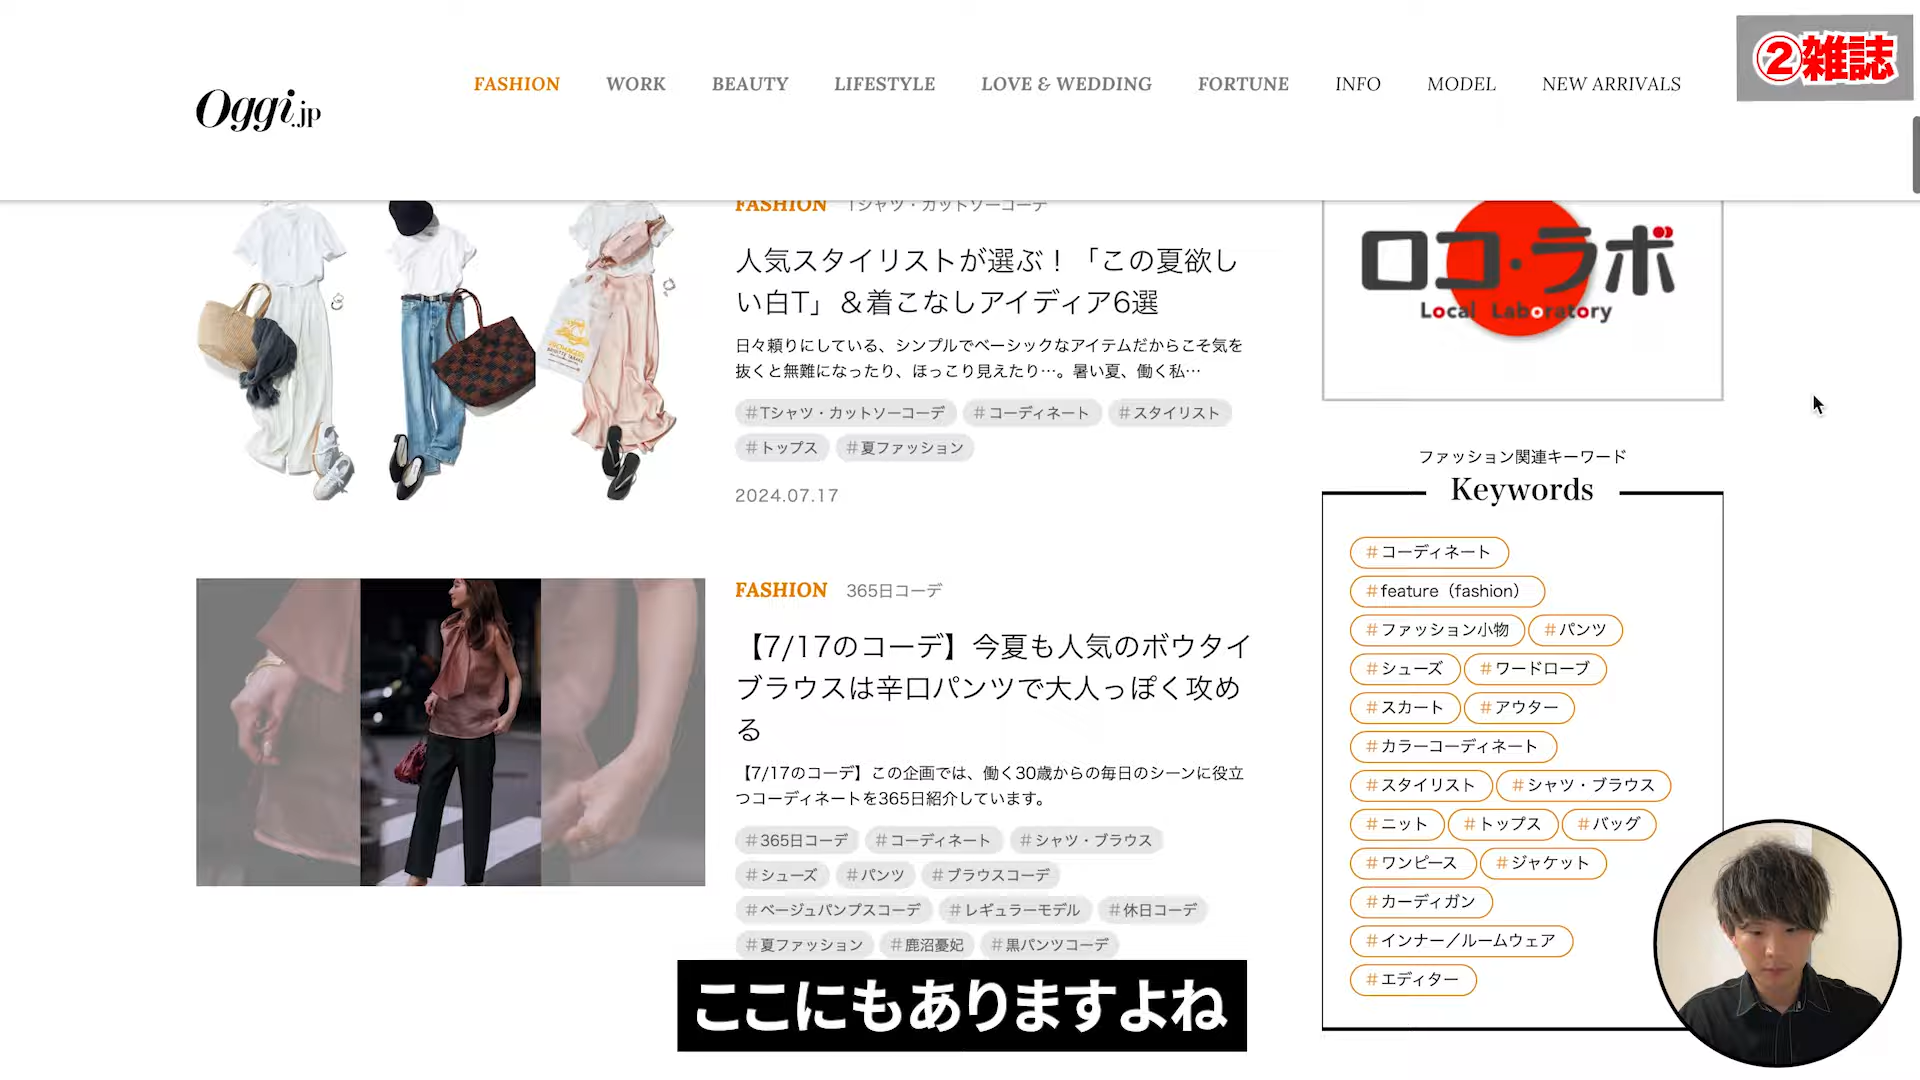 Oggi.jp
FASHION WORK BEAUTY LIFESTYLE LOVE & WEDDING FORTUNE INFO MODEL NEW ARRIVALS
②雑誌
FASHION Tシャツ・カットソーコーデ
人気スタイリストが選ぶ！「この夏欲し
い白T」＆着こなしアイディア6選
日々頼りにしている、シンプルでベーシックなアイテムだからこそ気を
抜くと無難になったり、ほっこり見えたり…。暑い夏、働く私…
#Tシャツ・カットソーコーデ #コーディネート #スタイリスト
#トップス #夏ファッション
2024.07.17
FASHION 365日コーデ
【7/17のコーデ】今夏も人気のボウタイ
ブラウスは辛口パンツで大人っぽく攻め
る
【7/17のコーデ】この企画では、働く30歳からの毎日のシーンに役立
つコーディネートを365日紹介しています。
#365日コーデ #コーディネート #シャツ・ブラウス
#シューズ #パンツ #ブラウスコーデ
#ベージュパンプスコーデ #レギュラーモデル #休日コーデ
#夏ファッション #鹿沼憂妃 #黒パンツコーデ
ロコ・ラボ
Local Laboratory
ファッション関連キーワード
Keywords
#コーディネート
#feature（fashion）
#ファッション小物 #パンツ
#シューズ #ワードローブ
#スカート #アウター
#カラーコーディネート
#スタイリスト #シャツ・ブラウス
#ニット #トップス #バッグ
#ワンピース #ジャケット
#カーディガン
#インナー／ルームウェア
#エディター
ここにもありますよね